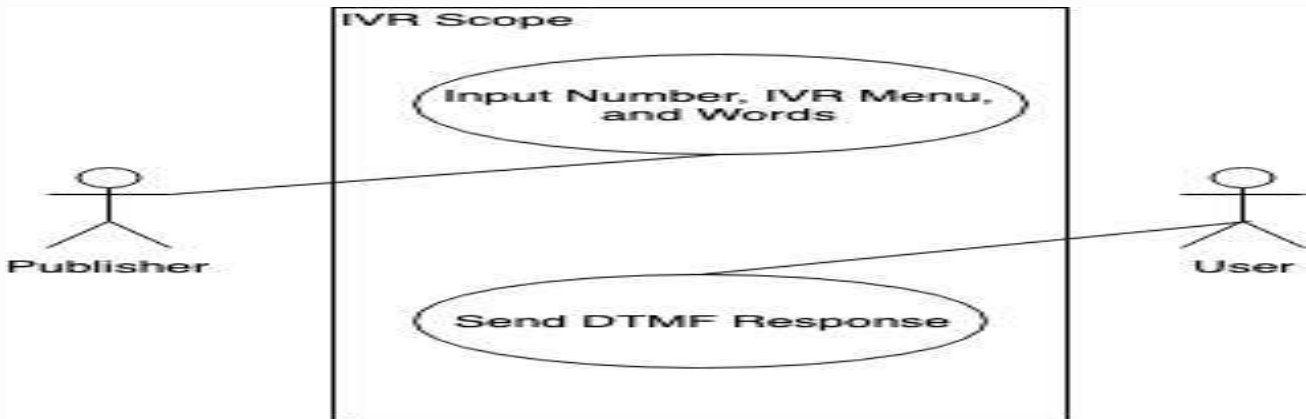 IVR Scope
Input Number, IVR Menu,
and Words
Publisher
User
Send DTMF Response